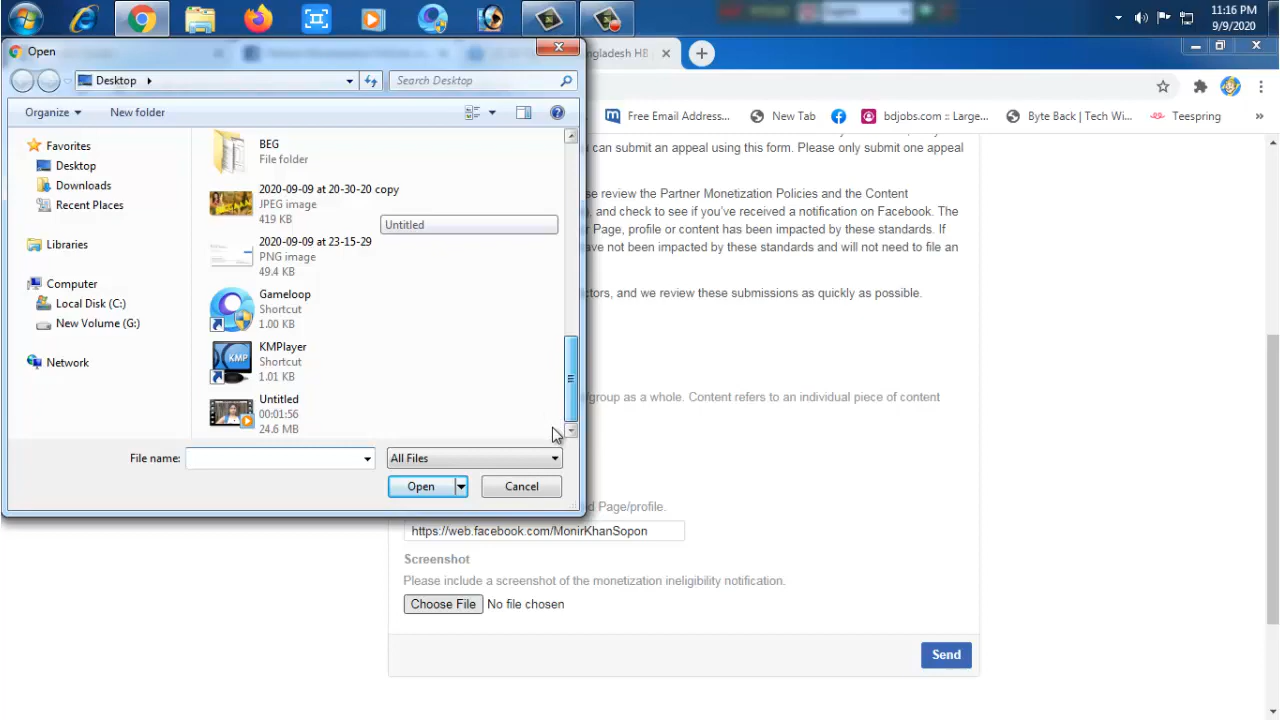 11:16 PM
9/9/2020
Open
ngladesh HB
Desktop
Search Desktop
Free Email Address...
New Tab
bdjobs.com :: Large...
Byte Back | Tech Wi...
Teespring
»
Organize
New folder
Favorites
Desktop
Downloads
Recent Places
Libraries
Computer
Local Disk (C:)
New Volume (G:)
Network
BEG
File folder
2020-09-09 at 20-30-20 copy
JPEG image
419 KB
Untitled
2020-09-09 at 23-15-29
PNG image
49.4 KB
Gameloop
Shortcut
1.00 KB
KMPlayer
Shortcut
1.01 KB
Untitled
00:01:56
24.6 MB
File name:
All Files
Open
Cancel
can submit an appeal using this form. Please only submit one appeal
se review the Partner Monetization Policies and the Content
, and check to see if you've received a notification on Facebook. The
r Page, profile or content has been impacted by these standards. If
ave not been impacted by these standards and will not need to file an
ctors, and we review these submissions as quickly as possible.
group as a whole. Content refers to an individual piece of content
d Page/profile.
https://web.facebook.com/MonirKhanSopon
Screenshot
Please include a screenshot of the monetization ineligibility notification.
Choose File No file chosen
Send